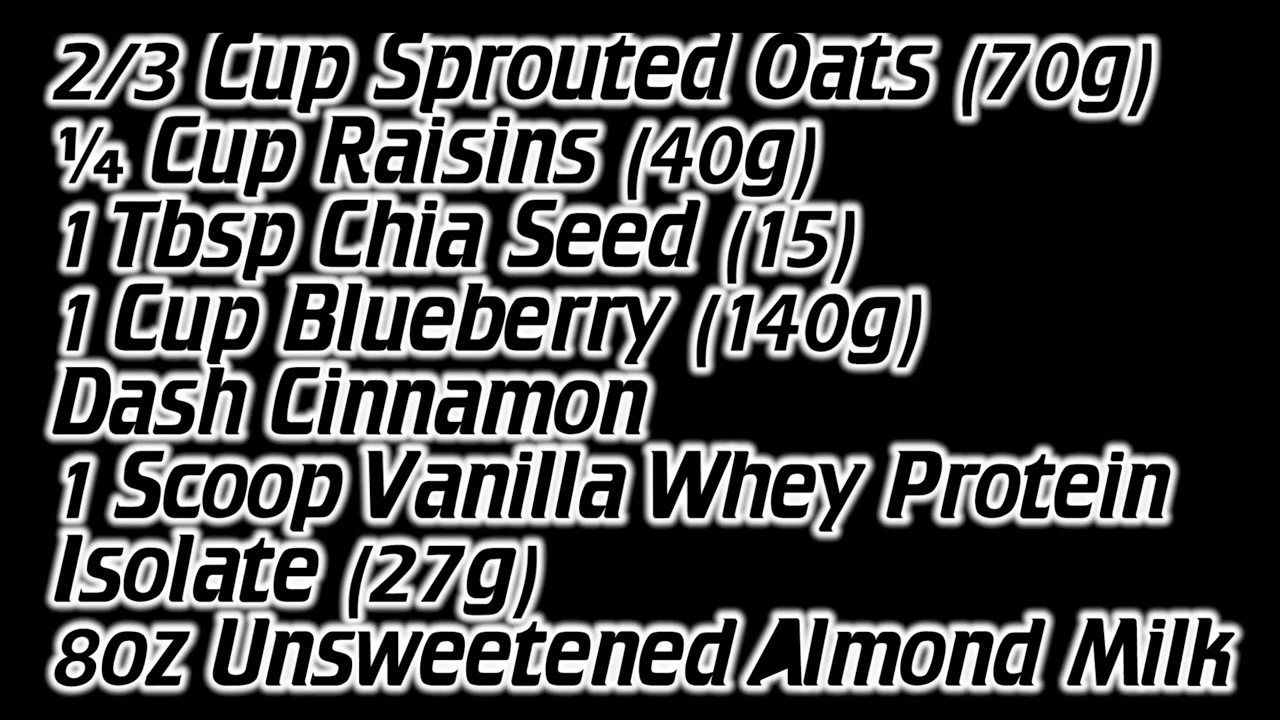 2/3 Cup Sprouted Oats (70g)
¼ Cup Raisins (40g)
1 Tbsp Chia Seed (15)
1 Cup Blueberry (140g)
Dash Cinnamon
1 Scoop Vanilla Whey Protein
Isolate (27g)
8oz Unsweetened Almond Milk